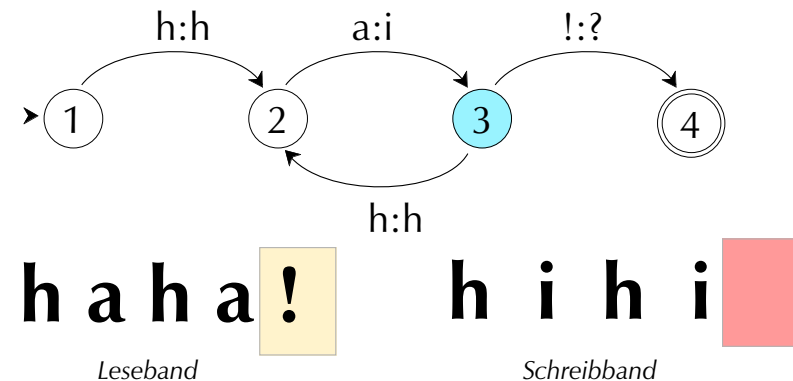 h:h a:i !:?
1 2 3 4
h:h
h a h a ! h i h i
Leseband Schreibband